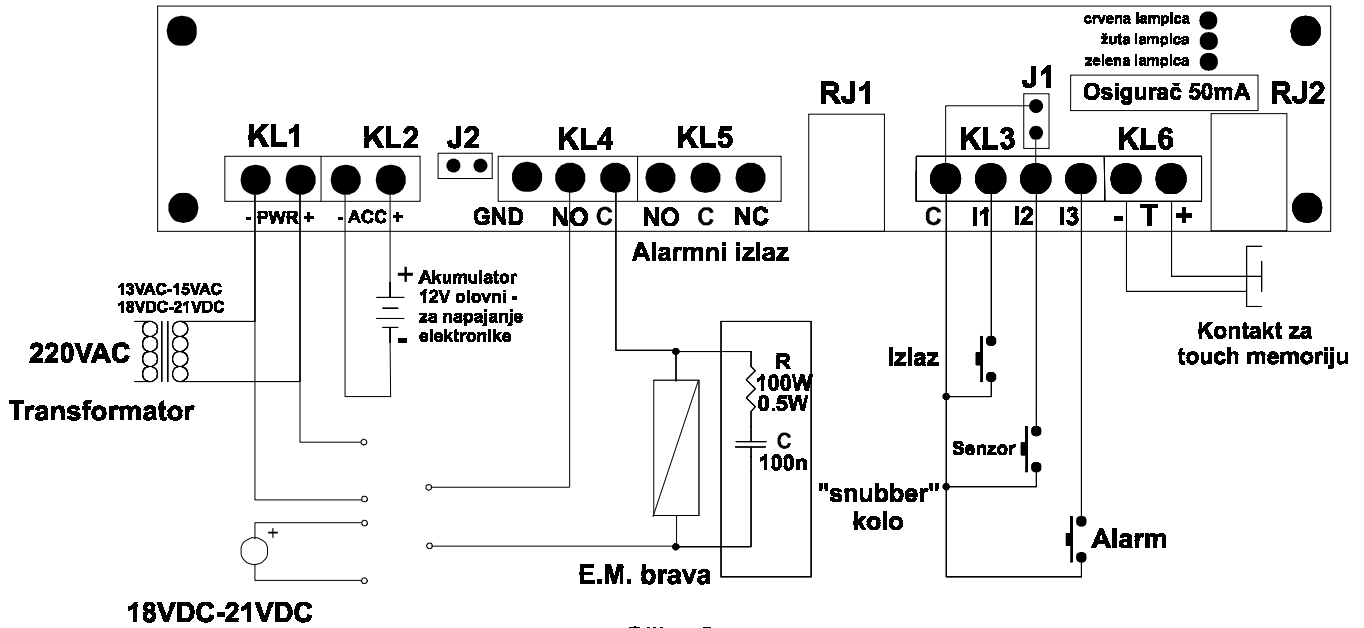 crvena lampica
žuta lampica
zelena lampica
J1
Osigurač 50mA
RJ1
RJ2
KL1
KL2
J2
KL4
KL5
KL3
KL6
- PWR +
- ACC +
GND
NO
C
NO
C
NC
C
I1
I2
I3
- T +
Alarmni izlaz
13VAC-15VAC
18VDC-21VDC
220VAC
Transformator
+
Akumulator
12V olovni -
za napajanje
elektronike
-
Kontakt za
touch memoriju
Izlaz
R
100W
0.5W
C
100n
Senzor
"snubber"
kolo
Alarm
+
E.M. brava
18VDC-21VDC